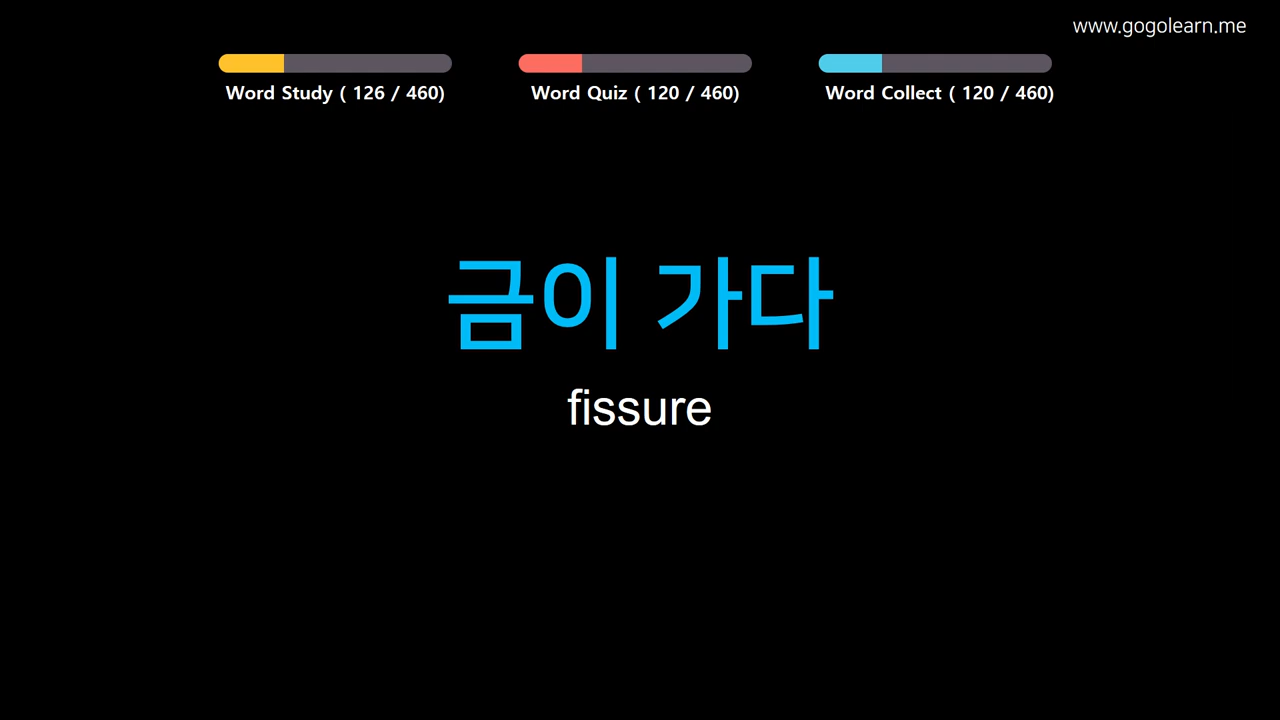 www.gogolearn.me
Word Study ( 126 / 460)
Word Quiz ( 120 / 460)
Word Collect ( 120 / 460)
금이 가다
fissure